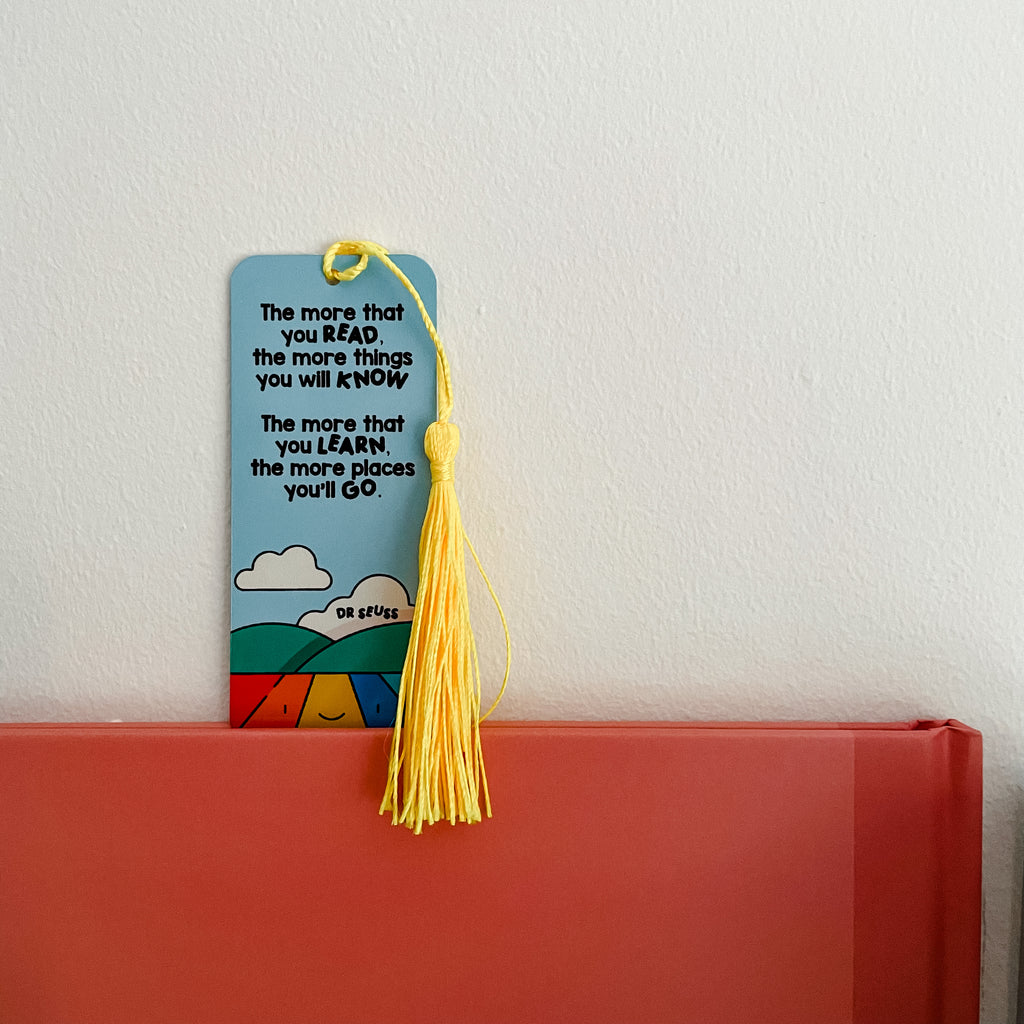 The more that
you READ,
the more things
you will KNOW
The more that
you LEARN,
the more places
you'll GO.
DR SEUSS